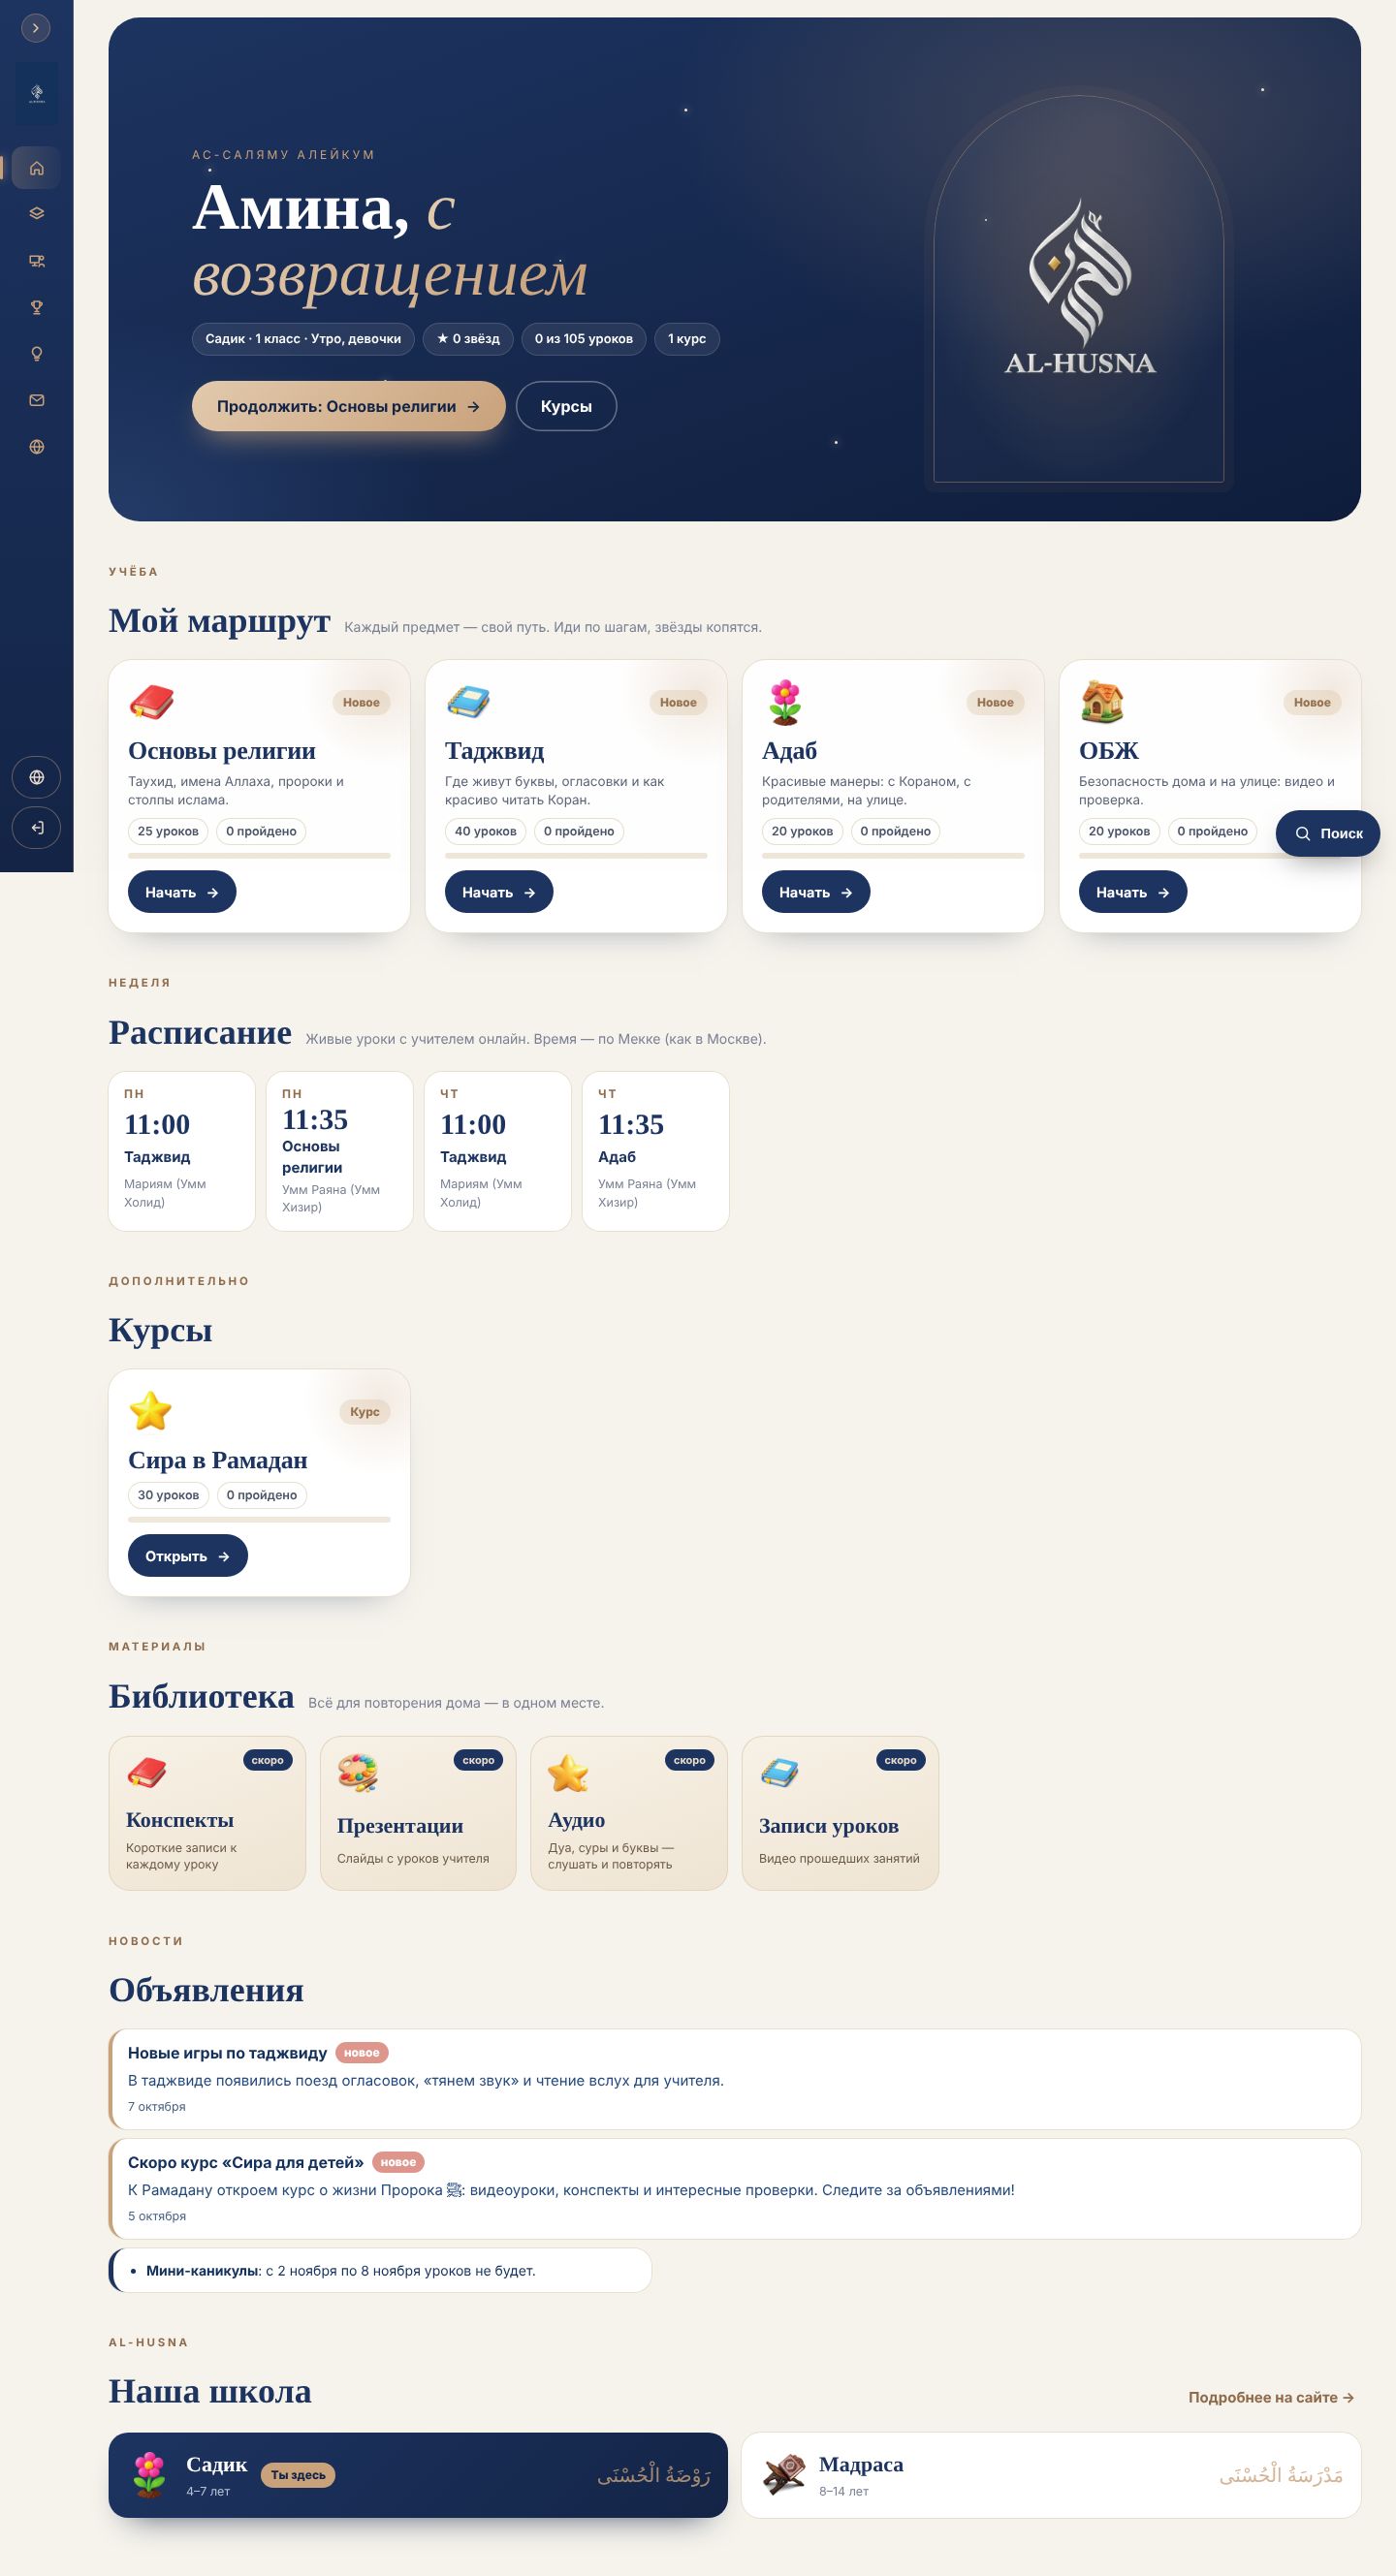 АС-САЛЯМУ АЛЕЙКУМ
Амина, с
возвращением
Садик · 1 класс · Утро, девочки
★ 0 звёзд
0 из 105 уроков
1 курс
Продолжить: Основы религии →
Курсы
AL-HUSNA
УЧЁБА
Мой маршрут
Каждый предмет — свой путь. Иди по шагам, звёзды копятся.
Новое
Основы религии
Таухид, имена Аллаха, пророки и
столпы ислама.
25 уроков
0 пройдено
Начать →
Новое
Таджвид
Где живут буквы, огласовки и как
красиво читать Коран.
40 уроков
0 пройдено
Начать →
Новое
Адаб
Красивые манеры: с Кораном, с
родителями, на улице.
20 уроков
0 пройдено
Начать →
Новое
ОБЖ
Безопасность дома и на улице: видео и
проверка.
20 уроков
0 пройдено
Начать →
Поиск
НЕДЕЛЯ
Расписание
Живые уроки с учителем онлайн. Время — по Мекке (как в Москве).
ПН
11:00
Таджвид
Мариям (Умм
Холид)
ПН
11:35
Основы
религии
Умм Раяна (Умм
Хизир)
ЧТ
11:00
Таджвид
Мариям (Умм
Холид)
ЧТ
11:35
Адаб
Умм Раяна (Умм
Хизир)
ДОПОЛНИТЕЛЬНО
Курсы
Курс
Сира в Рамадан
30 уроков
0 пройдено
Открыть →
МАТЕРИАЛЫ
Библиотека
Всё для повторения дома — в одном месте.
скоро
Конспекты
Короткие записи к
каждому уроку
скоро
Презентации
Слайды с уроков учителя
скоро
Аудио
Дуа, суры и буквы —
слушать и повторять
скоро
Записи уроков
Видео прошедших занятий
НОВОСТИ
Объявления
Новые игры по таджвиду
новое
В таджвиде появились поезд огласовок, «тянем звук» и чтение вслух для учителя.
7 октября
Скоро курс «Сира для детей»
новое
К Рамадану откроем курс о жизни Пророка ﷺ: видеоуроки, конспекты и интересные проверки. Следите за объявлениями!
5 октября
• Мини-каникулы: с 2 ноября по 8 ноября уроков не будет.
AL-HUSNA
Наша школа
Подробнее на сайте →
Садик
4–7 лет
Ты здесь
رَوْضَةُ الْحُسْنَى
Мадраса
8–14 лет
مَدْرَسَةُ الْحُسْنَى